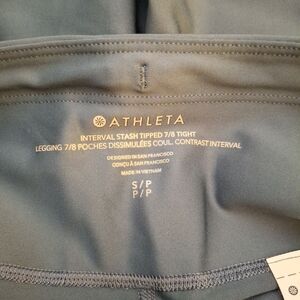 ATHLETA
INTERVAL STASH TIPPED 7/8 TIGHT
LEGGING 7/8 POCHES DISSIMULÉES COUL. CONTRAST INTERVAL
DESIGNED IN SAN FRANCISCO
CONÇU À SAN FRANCISCO
MADE IN VIETNAM
S/P
P/P